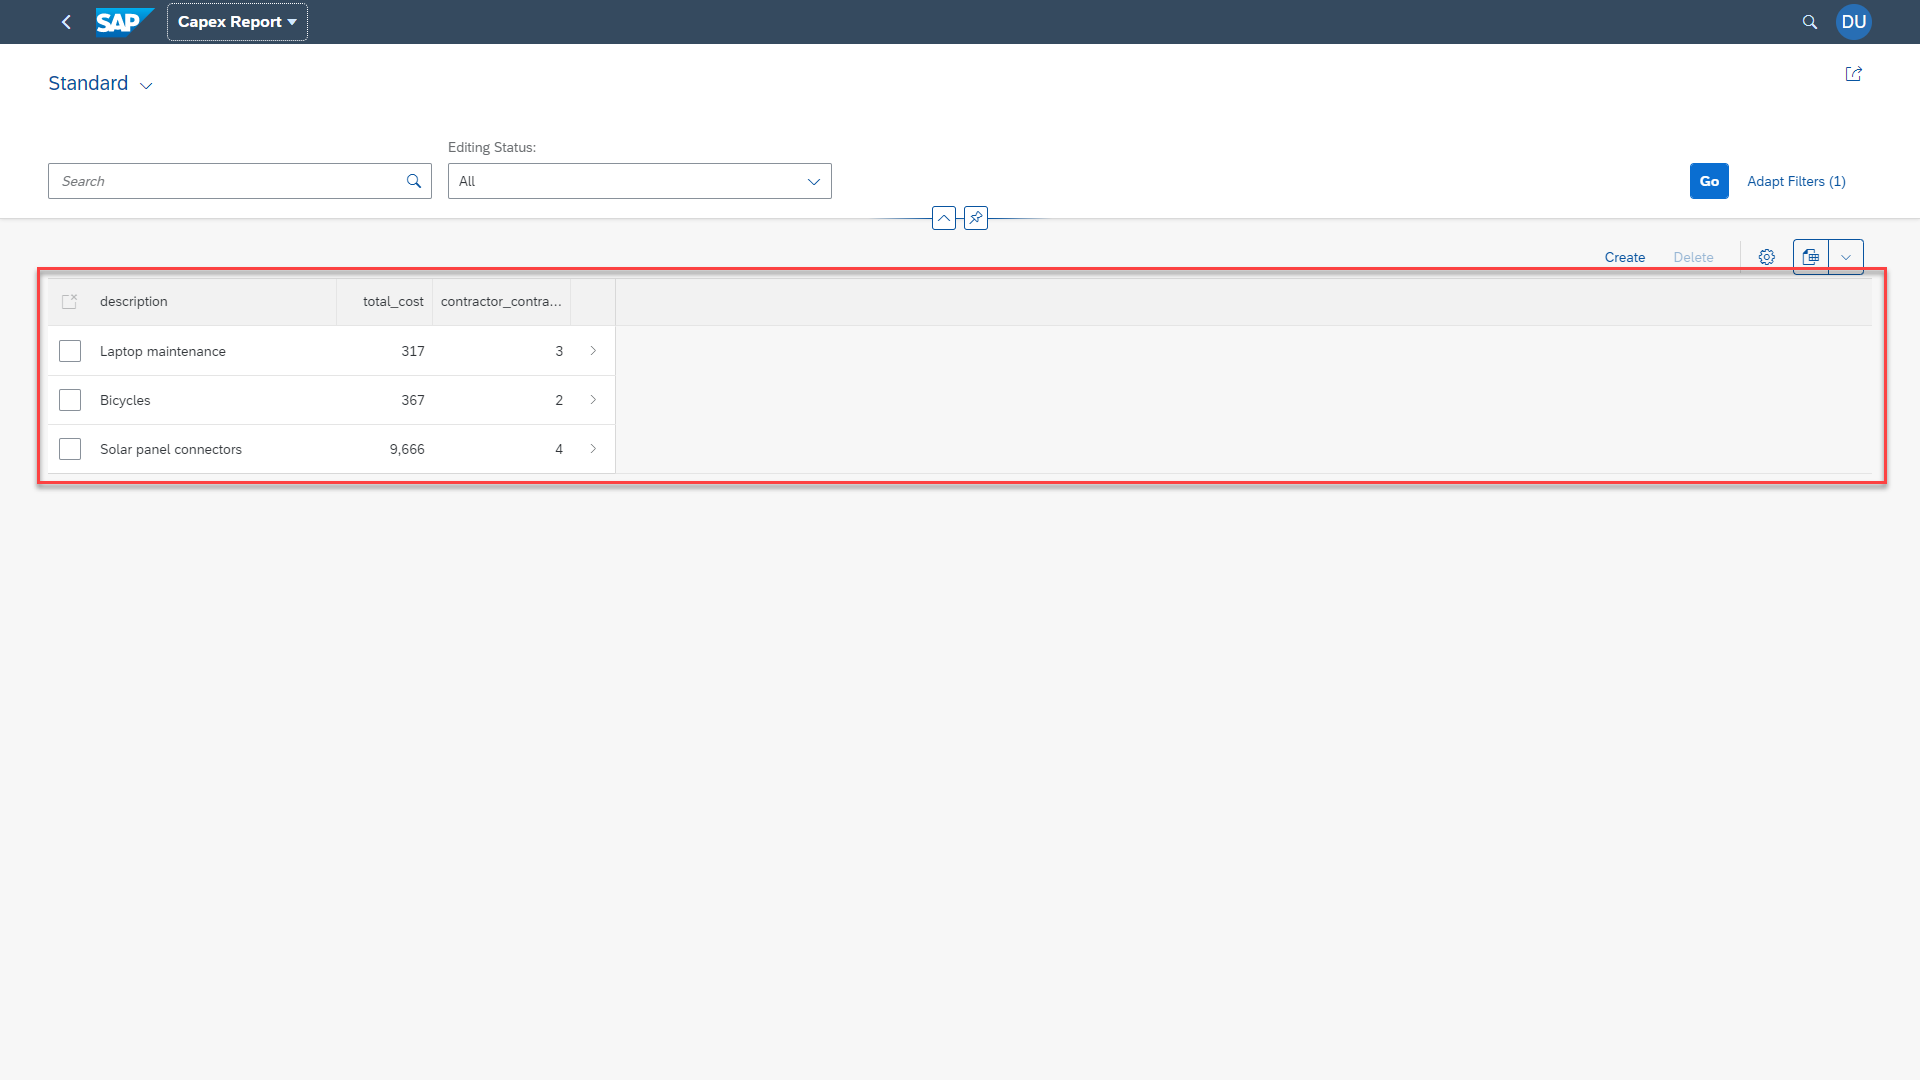 SAP Capex Report DU
Standard
Editing Status:
Search All Go Adapt Filters (1)
Create Delete
description total_cost contractor_contra...
Laptop maintenance 317 3
Bicycles 367 2
Solar panel connectors 9,666 4